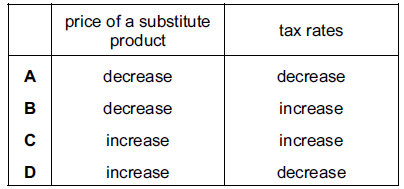 price of a substitute product tax rates
A decrease decrease
B decrease increase
C increase increase
D increase decrease